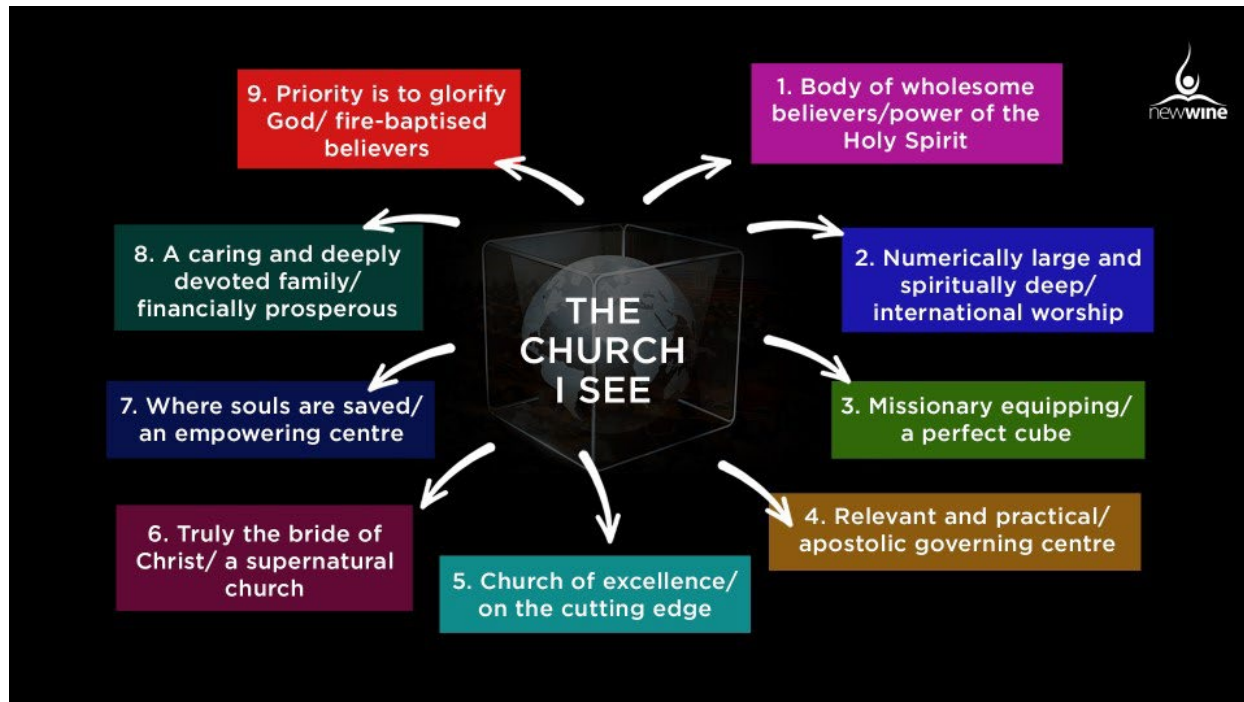 THE
CHURCH
I SEE
1. Body of wholesome
believers/power of the
Holy Spirit
2. Numerically large and
spiritually deep/
international worship
3. Missionary equipping/
a perfect cube
4. Relevant and practical/
apostolic governing centre
5. Church of excellence/
on the cutting edge
6. Truly the bride of
Christ/ a supernatural
church
7. Where souls are saved/
an empowering centre
8. A caring and deeply
devoted family/
financially prosperous
9. Priority is to glorify
God/ fire-baptised
believers
newwine